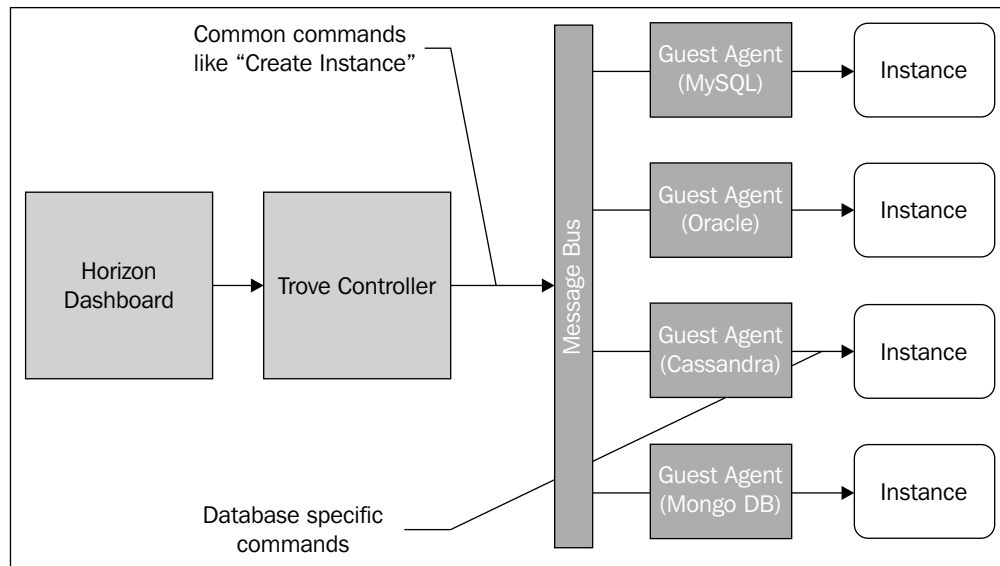 Common commands
like “Create Instance”
Horizon
Dashboard
Trove Controller
Message Bus
Guest Agent
(MySQL)
Instance
Guest Agent
(Oracle)
Instance
Guest Agent
(Cassandra)
Instance
Guest Agent
(Mongo DB)
Instance
Database specific
commands